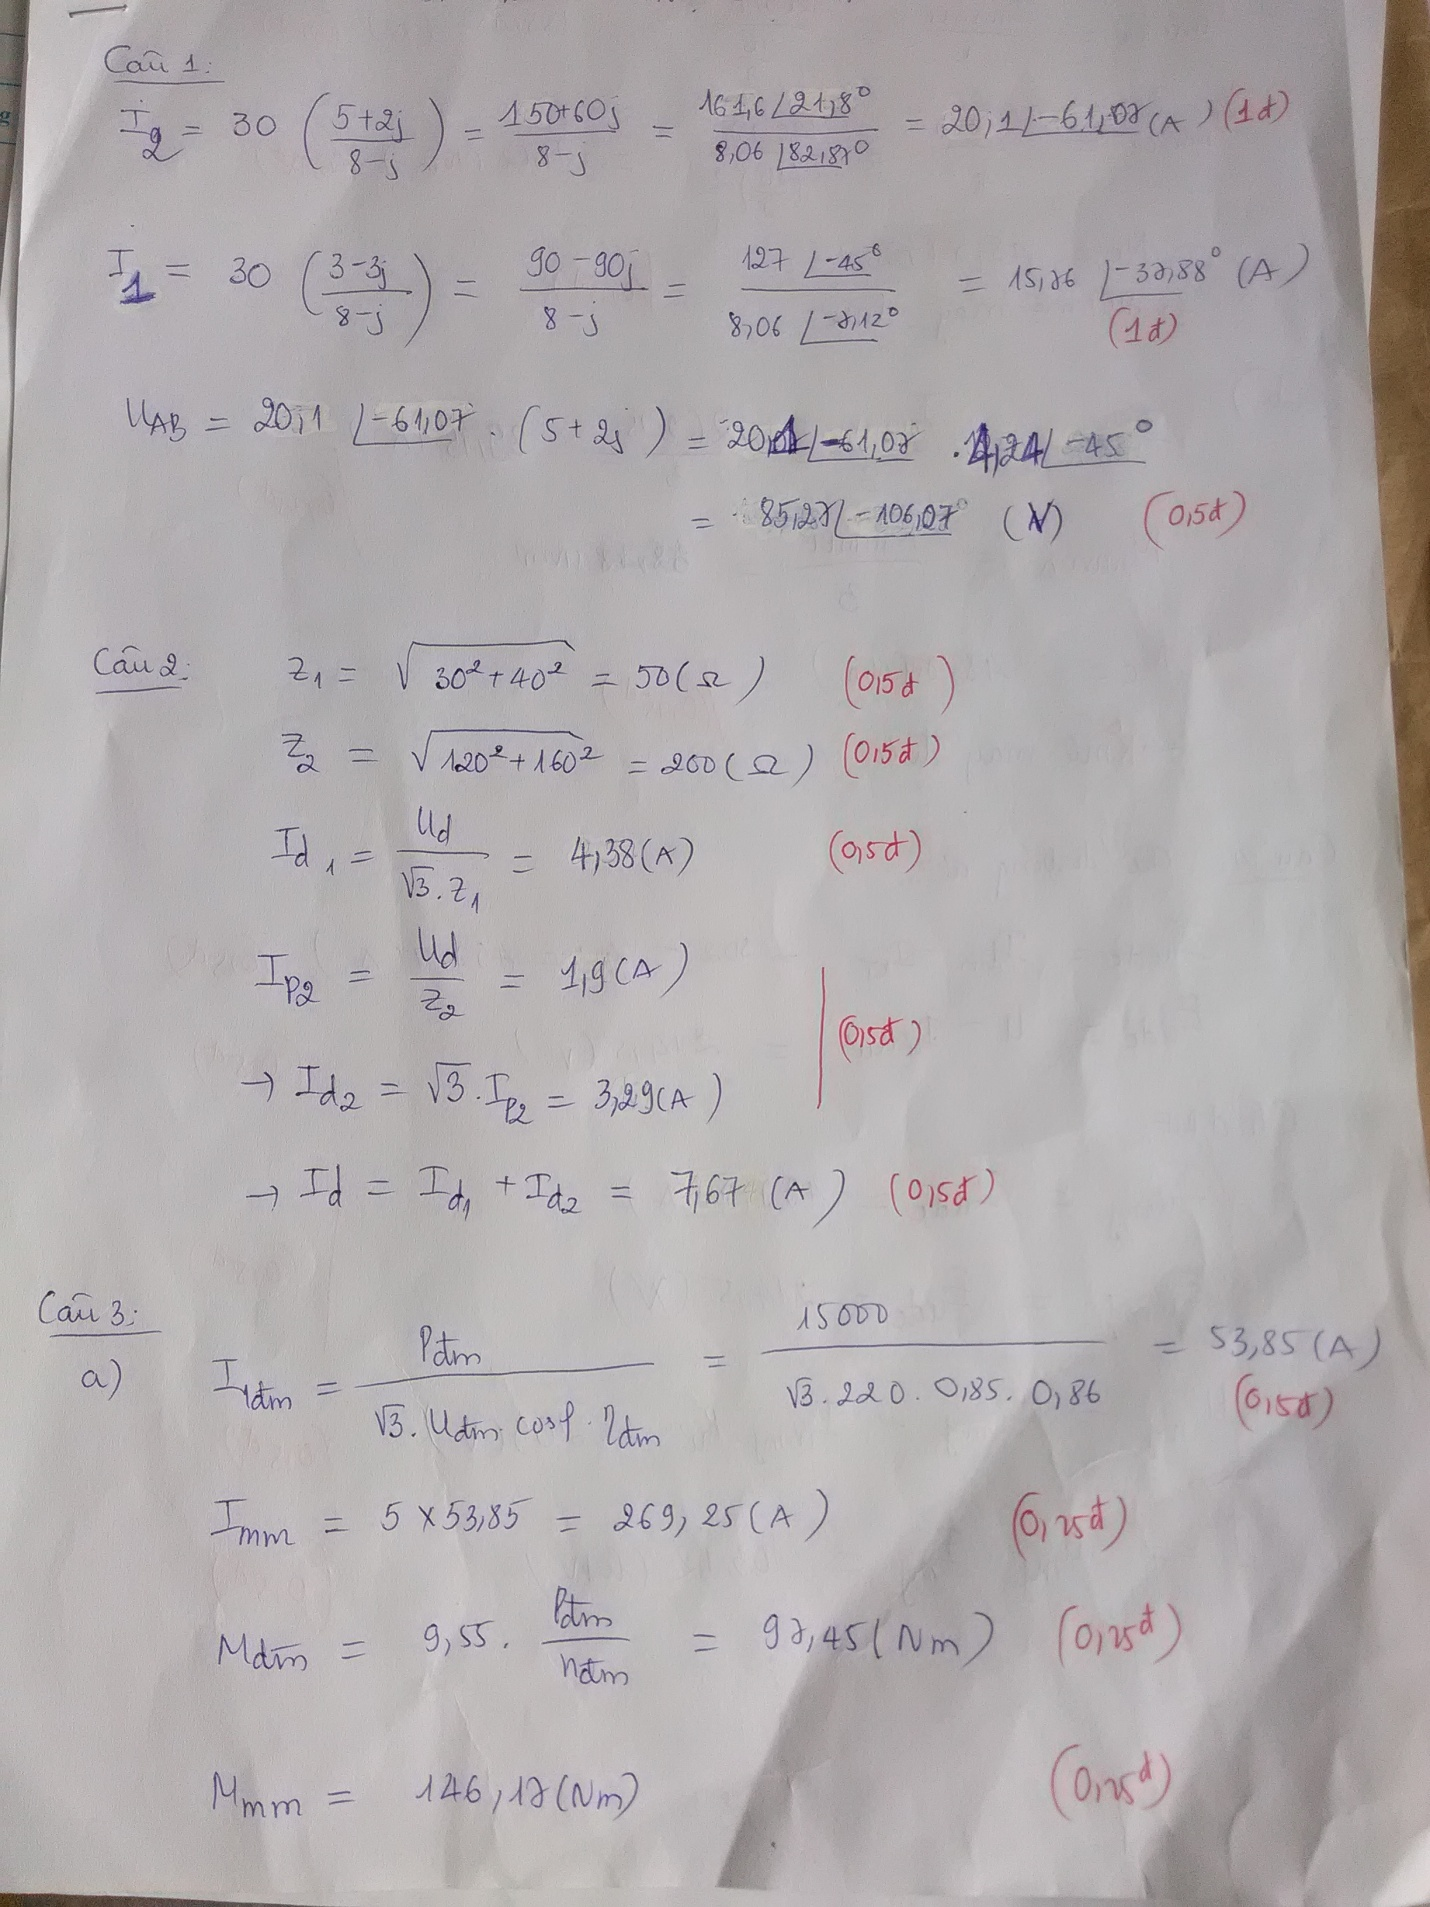 Câu 1:
İ2 = 30 ( (5+2j)/(8-j) ) = (150+60j)/(8-j) = (161,6∠21,8°)/(8,06∠82,87°) = 20,1∠-61,07 (A) (1đ)
İ1 = 30 ( (3-3j)/(8-j) ) = (90-90j)/(8-j) = (127∠-45°)/(8,06∠-7,12°) = 15,76∠-37,88° (A)
(1đ)
UAB = 20,1∠-61,07 . (5+2j) = 20,1∠-61,07 . 4,24∠-45°
= 85,27∠-106,07° (V) (0,5đ)
Câu 2: Z1 = √(30²+40²) = 50(Ω) (0,5đ)
Z2 = √(120²+160²) = 200(Ω) (0,5đ)
Id1 = Ud/(√3.Z1) = 4,38(A) (0,5đ)
Ip2 = Ud/Z2 = 1,9(A)
(0,5đ)
→ Id2 = √3.Ip2 = 3,29(A)
→ Id = Id1 + Id2 = 7,67 (A) (0,5đ)
Câu 3:
a) I1đm = Pđm/(√3.Uđm.cosφ.ηđm) = 15000/(√3.220.0,85.0,86) = 53,85(A)
(0,5đ)
Imm = 5×53,85 = 269,25(A) (0,25đ)
Mđm = 9,55. Pđm/nđm = 97,45(Nm) (0,25đ)
Mmm = 146,17(Nm) (0,25đ)